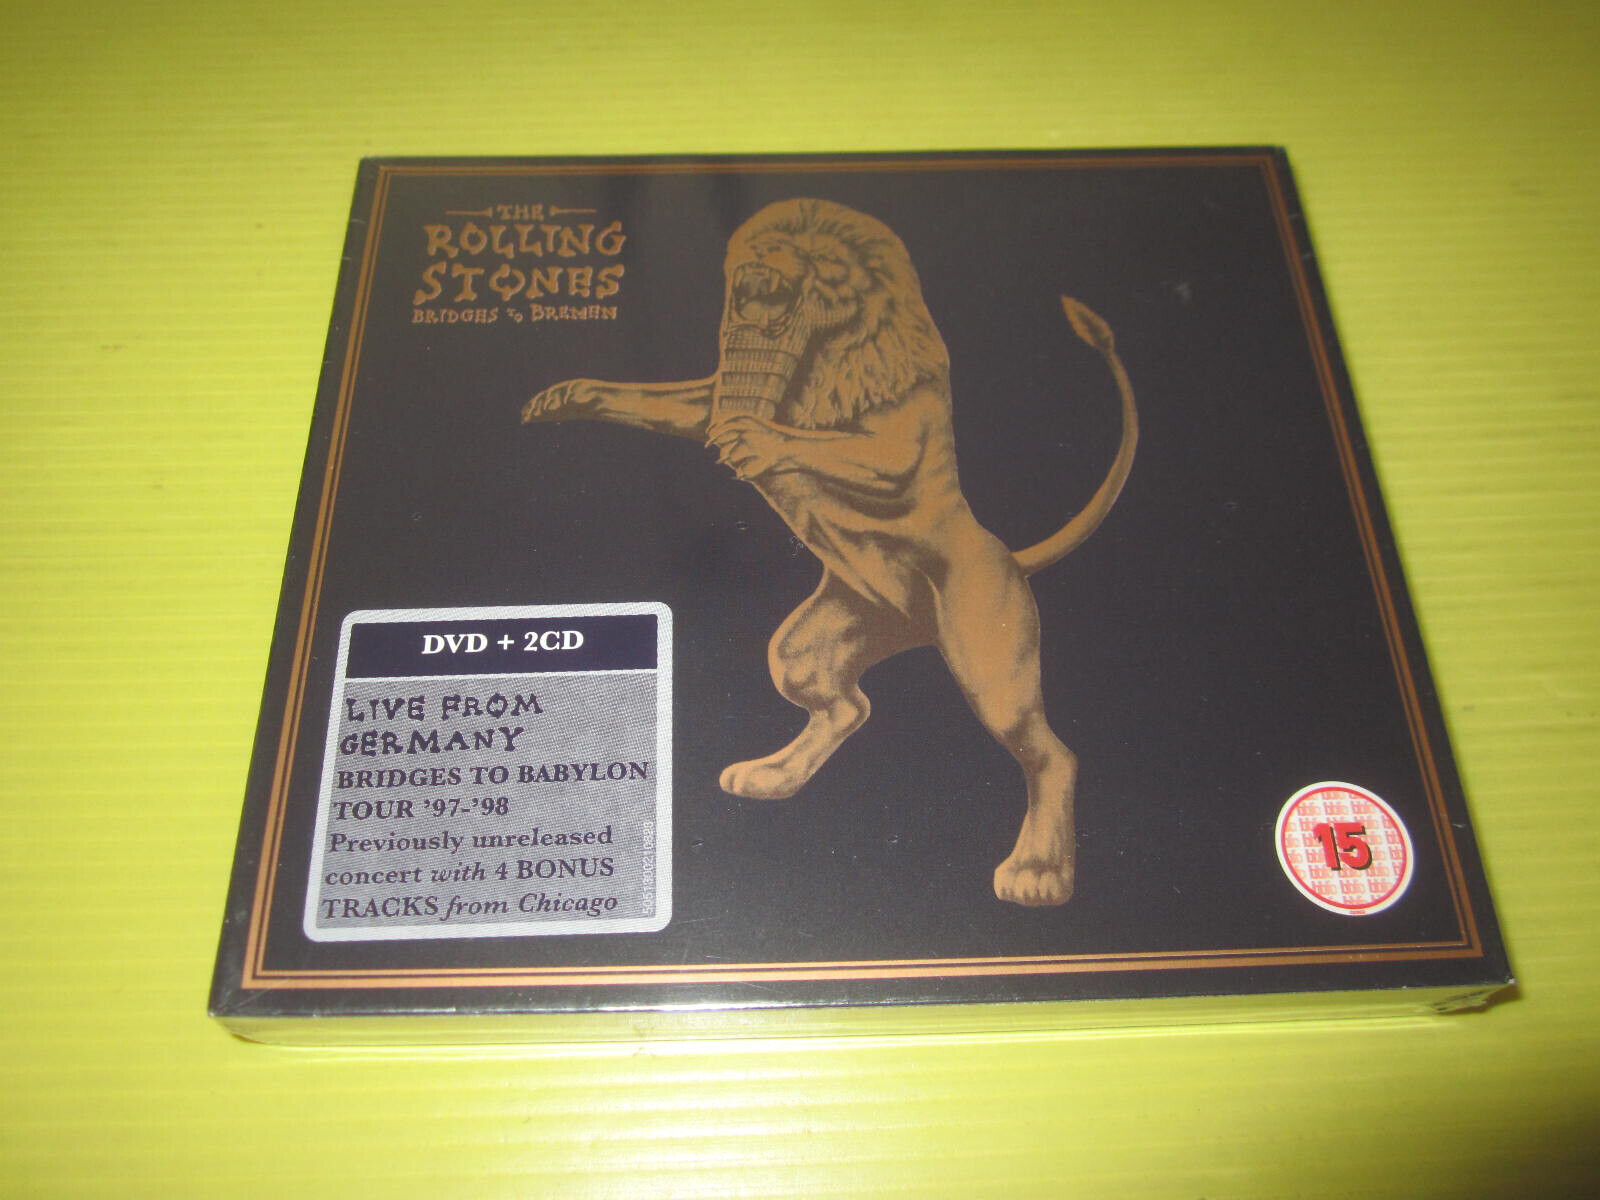 THE
ROLLING
STONES
BRIDGES TO BREMEN
DVD + 2CD
LIVE FROM
GERMANY
BRIDGES TO BABYLON
TOUR '97-'98
Previously unreleased
concert with 4 BONUS
TRACKS from Chicago
15